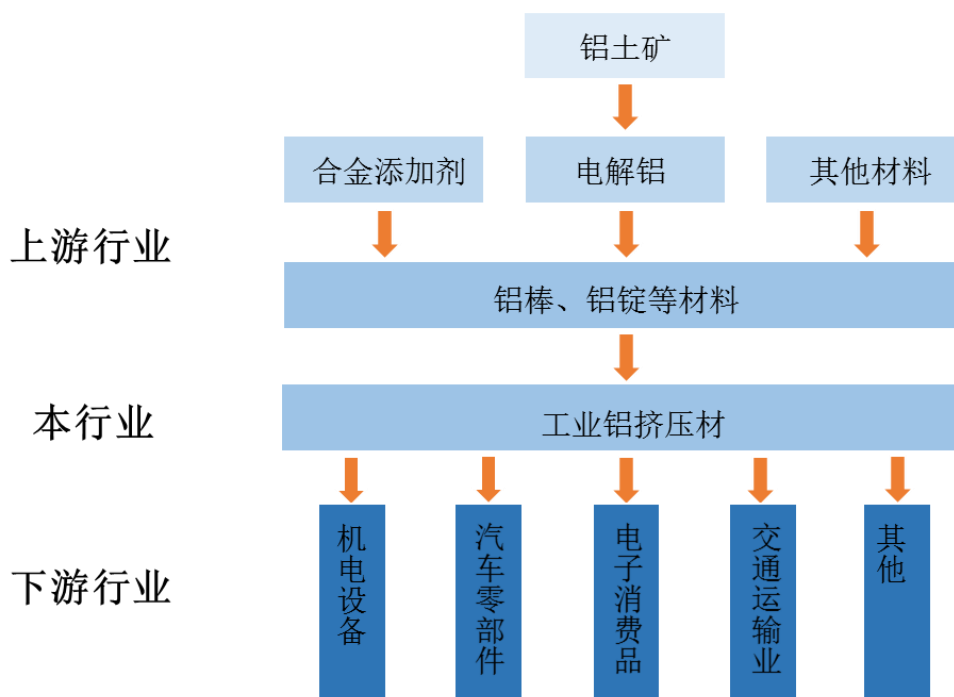 铝土矿
合金添加剂
电解铝
其他材料
上游行业
铝棒、铝锭等材料
本行业
工业铝挤压材
下游行业
机电设备
汽车零部件
电子消费品
交通运输业
其他